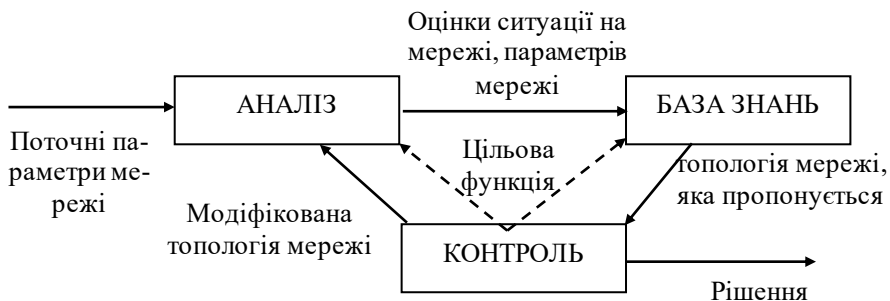 Оцінки ситуації на
мережі, параметрів
мережі
АНАЛІЗ
БАЗА ЗНАНЬ
Поточні па-
раметри ме-
режі
Цільова
функція
топологія мережі,
яка пропонується
Модіфікована
топологія мережі
КОНТРОЛЬ
Рішення